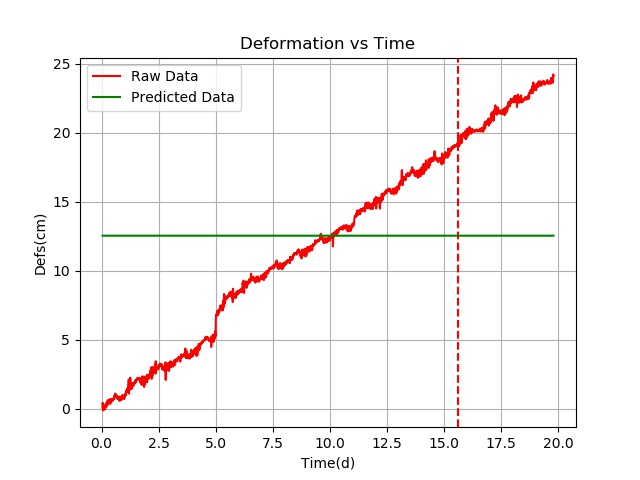 Deformation vs Time
Raw Data
Predicted Data
Defs(cm)
25
20
15
10
5
0
0.0 2.5 5.0 7.5 10.0 12.5 15.0 17.5 20.0
Time(d)